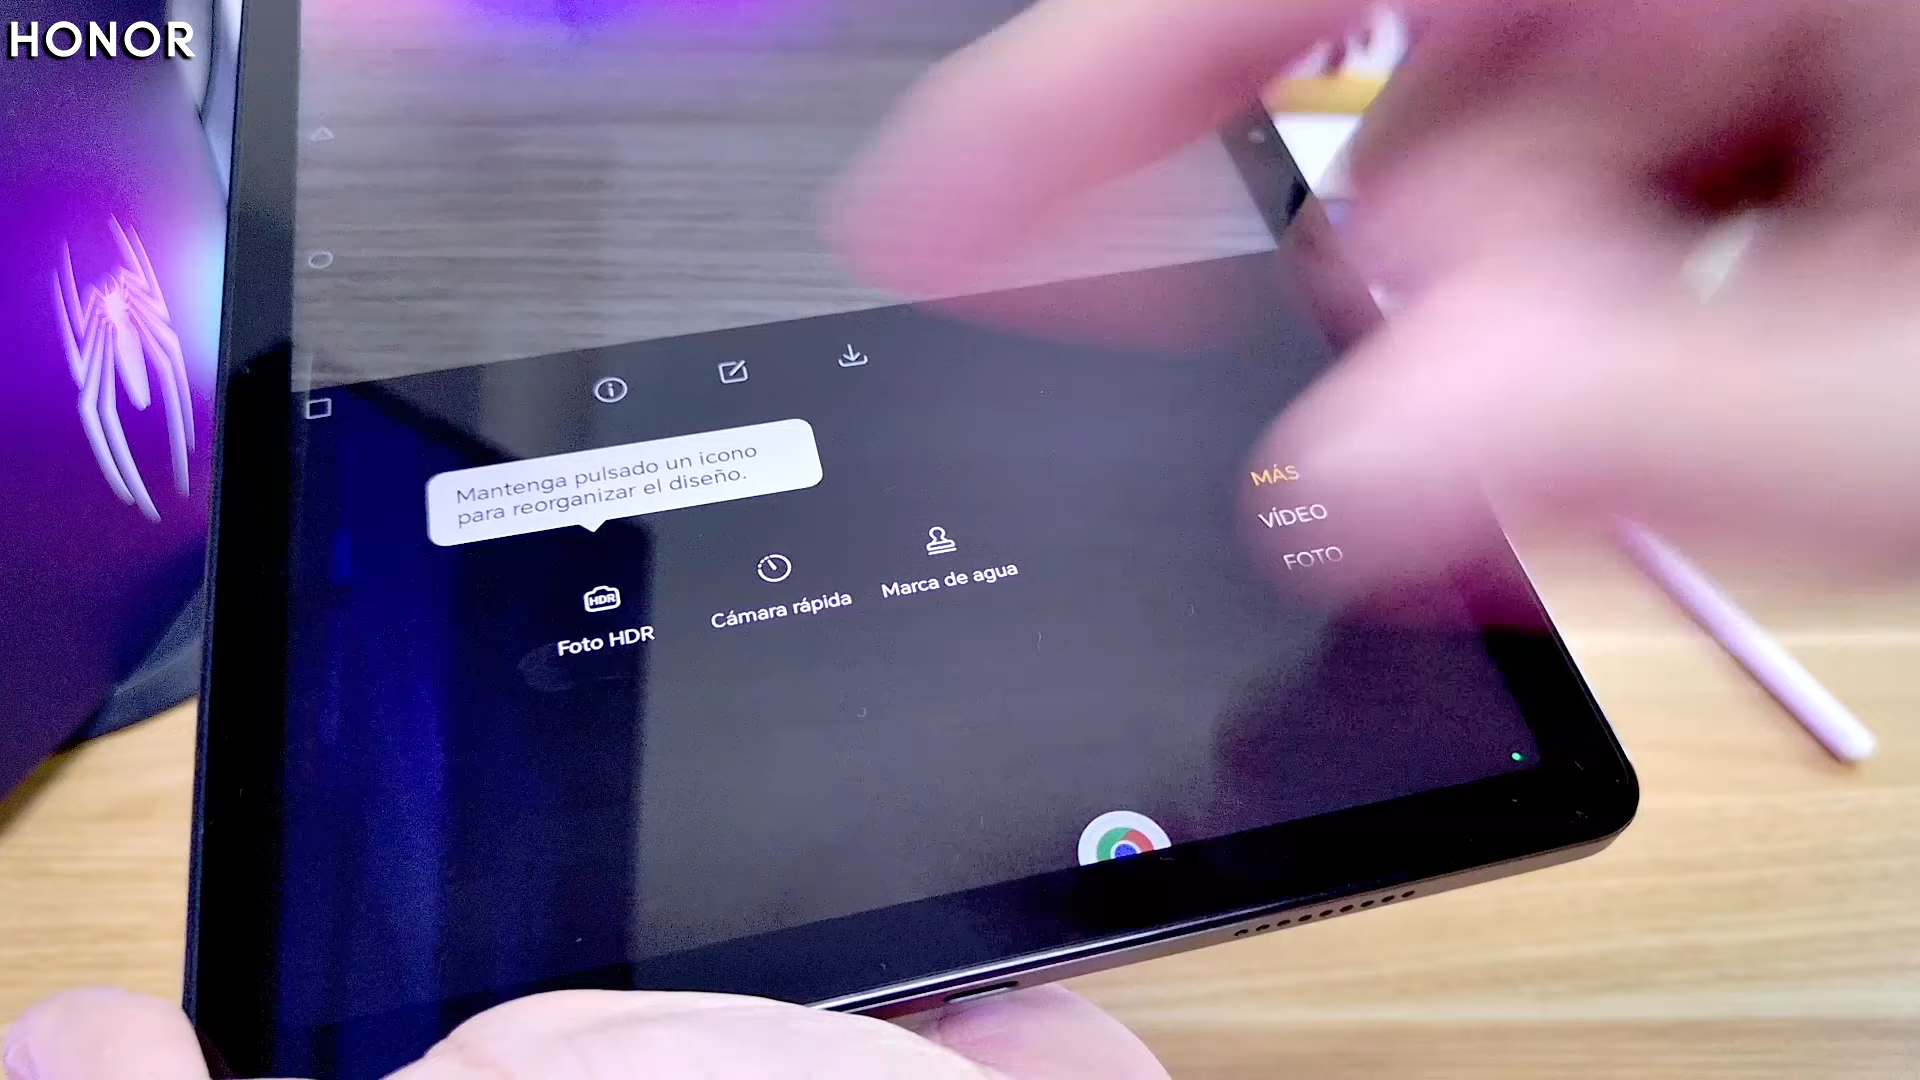 HONOR
Mantenga pulsado un icono
para reorganizar el diseño.
MÁS
VÍDEO
FOTO
HDR
Foto HDR
Cámara rápida
Marca de agua